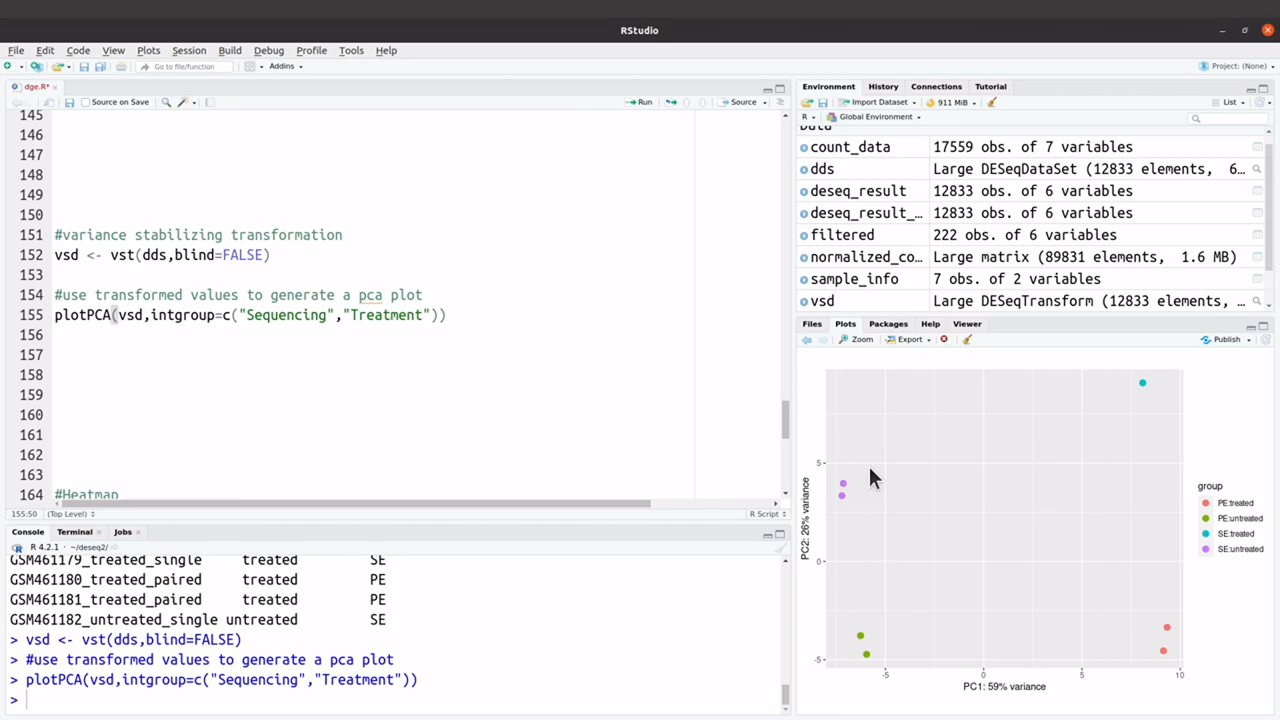 RStudio
File Edit Code View Plots Session Build Debug Profile Tools Help
Go to file/function Addins Project: (None)
dge.R*
Source on Save Run Source
145
146
147
148
149
150
151 #variance stabilizing transformation
152 vsd <- vst(dds,blind=FALSE)
153
154 #use transformed values to generate a pca plot
155 plotPCA(vsd,intgroup=c("Sequencing","Treatment"))
156
157
158
159
160
161
162
163
164 #Heatmap
155:50 (Top Level) R Script
Console Terminal Jobs
R 4.2.1 · ~/deseq2/
GSM461179_treated_single treated SE
GSM461180_treated_paired treated PE
GSM461181_treated_paired treated PE
GSM461182_untreated_single untreated SE
> vsd <- vst(dds,blind=FALSE)
> #use transformed values to generate a pca plot
> plotPCA(vsd,intgroup=c("Sequencing","Treatment"))
>
Environment History Connections Tutorial
Import Dataset 911 MiB List
R Global Environment
Data
count_data 17559 obs. of 7 variables
dds Large DESeqDataSet (12833 elements, 6…
deseq_result 12833 obs. of 6 variables
deseq_result_… 12833 obs. of 6 variables
filtered 222 obs. of 6 variables
normalized_co… Large matrix (89831 elements, 1.6 MB)
sample_info 7 obs. of 2 variables
vsd Large DESeqTransform (12833 elements, …
Files Plots Packages Help Viewer
Zoom Export Publish
PC2: 26% variance
5
0
-5
-5 0 5 10
PC1: 59% variance
group
PE:treated
PE:untreated
SE:treated
SE:untreated